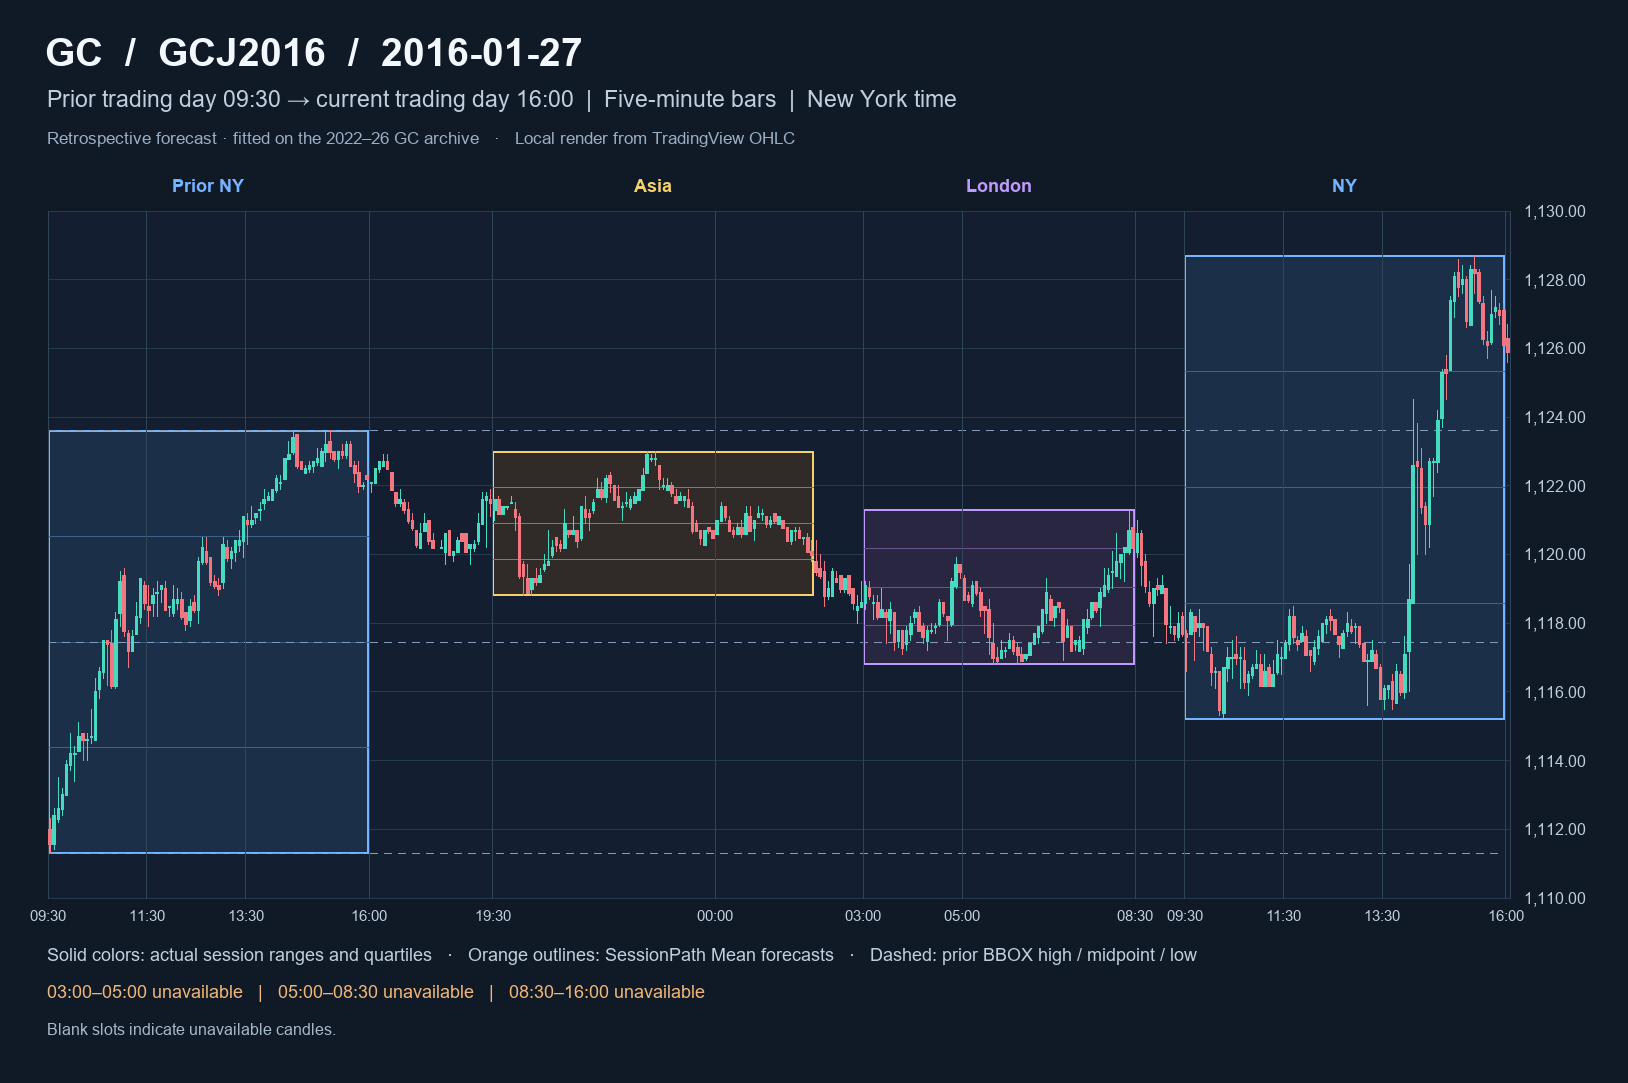 GC / GCJ2016 / 2016-01-27
Prior trading day 09:30 → current trading day 16:00 | Five-minute bars | New York time
Retrospective forecast · fitted on the 2022–26 GC archive · Local render from TradingView OHLC
Prior NY Asia London NY
1,130.00
1,128.00
1,126.00
1,124.00
1,122.00
1,120.00
1,118.00
1,116.00
1,114.00
1,112.00
1,110.00
09:30 11:30 13:30 16:00 19:30 00:00 03:00 05:00 08:30 09:30 11:30 13:30 16:00
Solid colors: actual session ranges and quartiles · Orange outlines: SessionPath Mean forecasts · Dashed: prior BBOX high / midpoint / low
03:00–05:00 unavailable | 05:00–08:30 unavailable | 08:30–16:00 unavailable
Blank slots indicate unavailable candles.